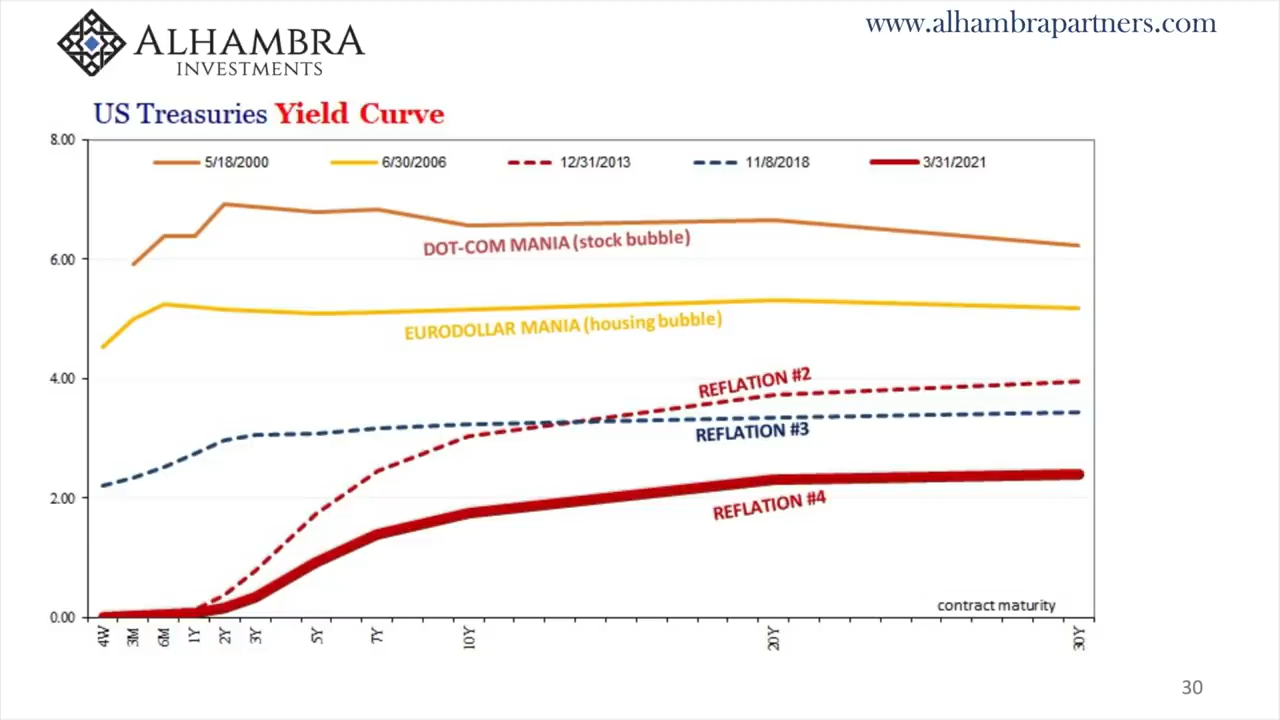 www.alhambrapartners.com
ALHAMBRA
INVESTMENTS
US Treasuries Yield Curve
8.00
5/18/2000 6/30/2006 12/31/2013 11/8/2018 3/31/2021
DOT-COM MANIA (stock bubble)
6.00
EURODOLLAR MANIA (housing bubble)
4.00
REFLATION #2
REFLATION #3
2.00
REFLATION #4
contract maturity
0.00
4W 3M 6M 1Y 2Y 3Y 5Y 7Y 10Y 20Y 30Y
30